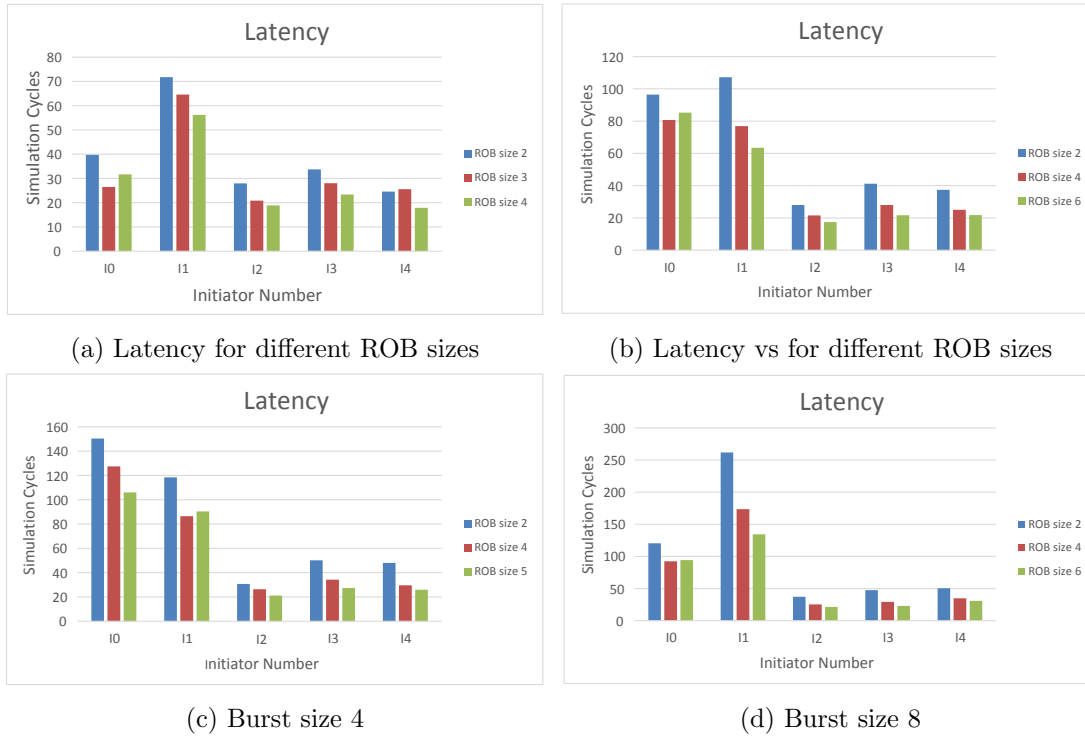 Latency
Simulation Cycles
80
70
60
50
40
30
20
10
0
I0 I1 I2 I3 I4
Initiator Number
ROB size 2
ROB size 3
ROB size 4
(a) Latency for different ROB sizes
Latency
Simulation Cycles
120
100
80
60
40
20
0
I0 I1 I2 I3 I4
Initiator Number
ROB size 2
ROB size 4
ROB size 6
(b) Latency vs for different ROB sizes
Latency
Simulation Cycles
160
140
120
100
80
60
40
20
0
I0 I1 I2 I3 I4
Initiator Number
ROB size 2
ROB size 4
ROB size 5
(c) Burst size 4
Latency
Simulation Cycles
300
250
200
150
100
50
0
I0 I1 I2 I3 I4
Initiator Number
ROB size 2
ROB size 4
ROB size 6
(d) Burst size 8